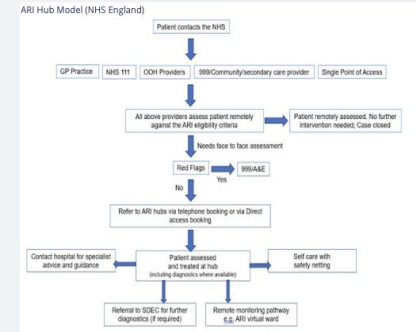 ARI Hub Model (NHS England)
Patient contacts the NHS
GP Practice
NHS 111
OOH Providers
999/Community/secondary care provider
Single Point of Access
All above providers assess patient remotely
against the ARI eligibility criteria
Patient remotely assessed. No further
intervention needed; Case closed
Needs face to face assessment
Red Flags
999/A&E
Yes
No
Refer to ARI hubs via telephone booking or via Direct
access booking
Contact hospital for specialist
advice and guidance
Patient assessed
and treated at hub
(including diagnostics where available)
Self care with
safety netting
Referral to SDEC for further
diagnostics (if required)
Remote monitoring pathway
e.g. ARI virtual ward